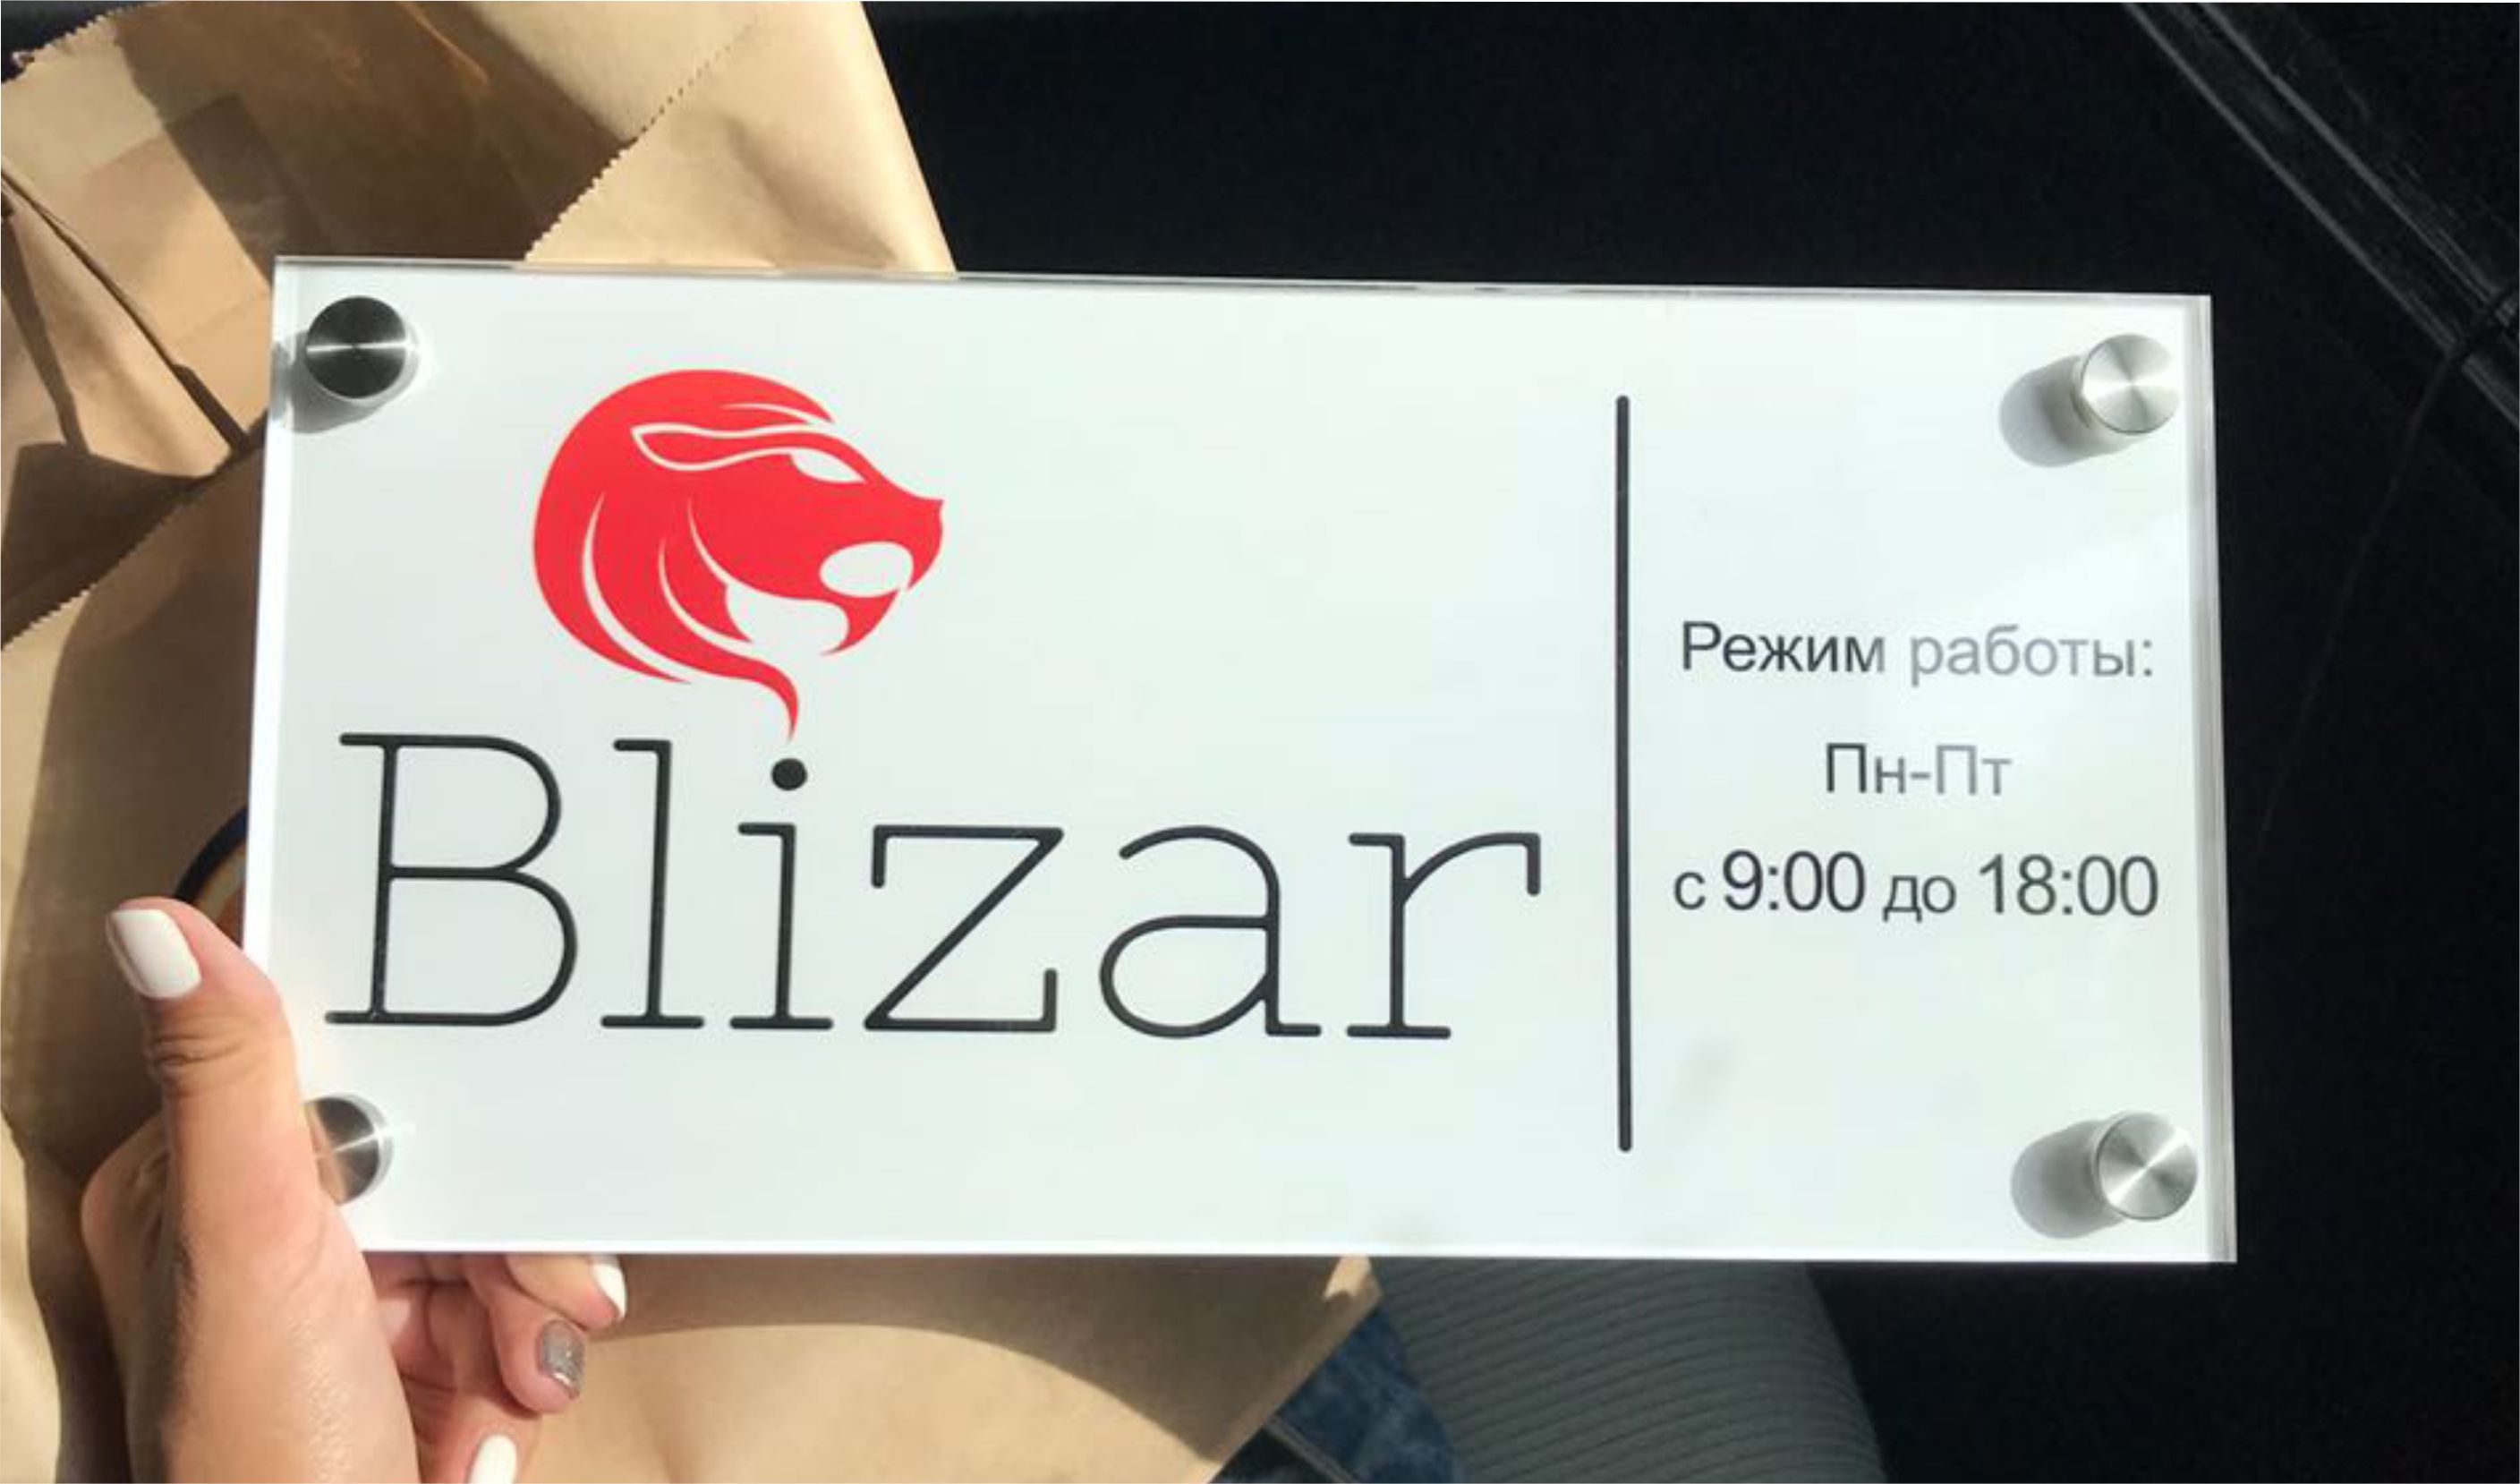 Blizar
Режим работы:
Пн-Пт
с 9:00 до 18:00